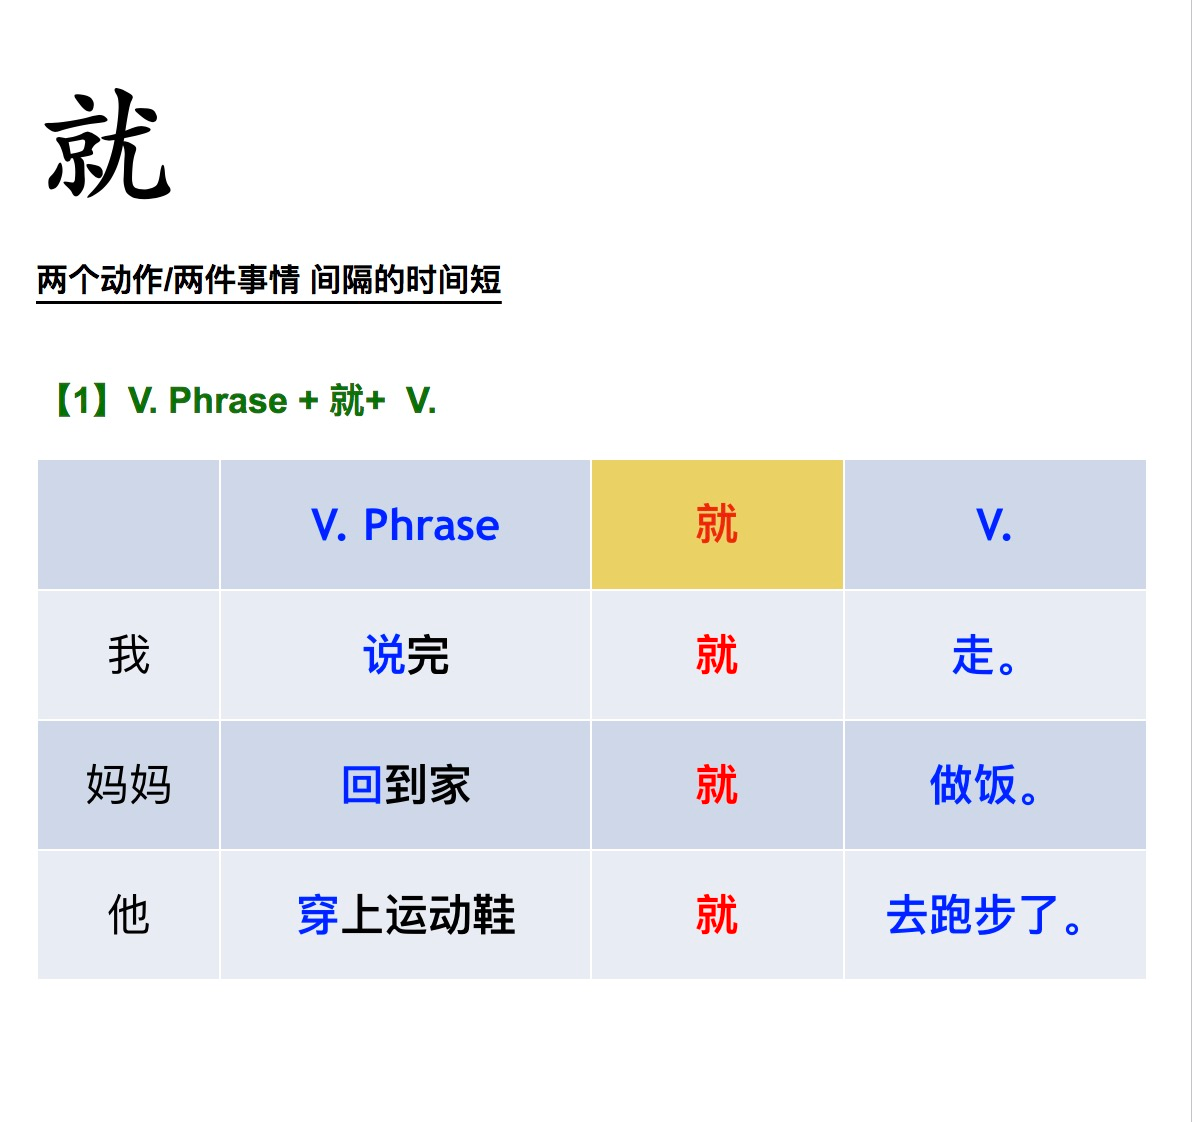 就
两个动作/两件事情 间隔的时间短
【1】V. Phrase + 就+ V.
V. Phrase 就 V.
我 说完 就 走。
妈妈 回到家 就 做饭。
他 穿上运动鞋 就 去跑步了。